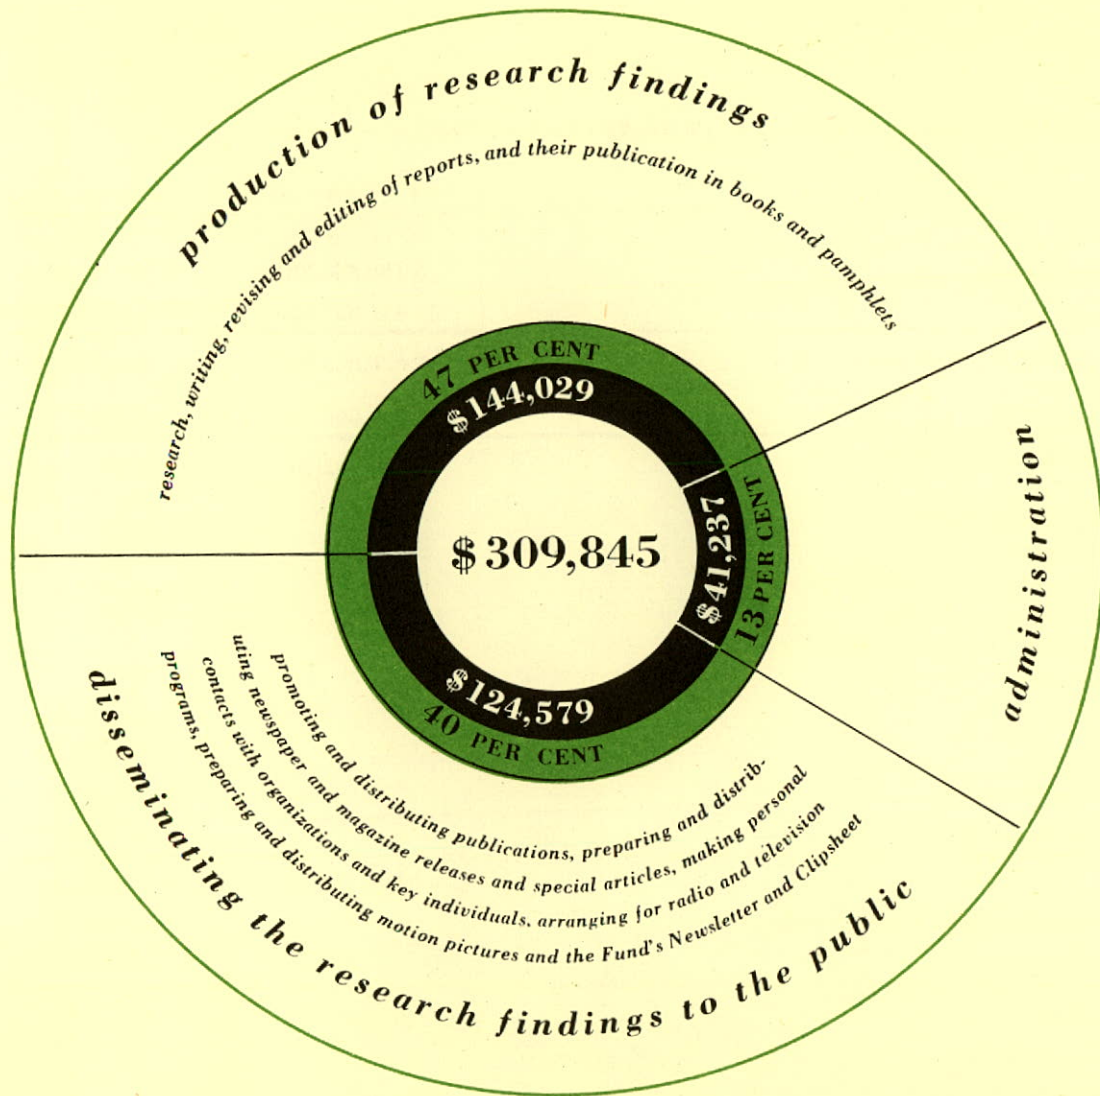 production of research findings
research, writing, revising and editing of reports, and their publication in books and pamphlets
47 PER CENT
$144,029
$309,845
$41,237
13 PER CENT
administration
$124,579
40 PER CENT
promoting and distributing publications, preparing and distrib-
uting newspaper and magazine releases and special articles, making personal
contacts with organizations and key individuals, arranging for radio and television
programs, preparing and distributing motion pictures and the Fund's Newsletter and Clipsheet
disseminating the research findings to the public